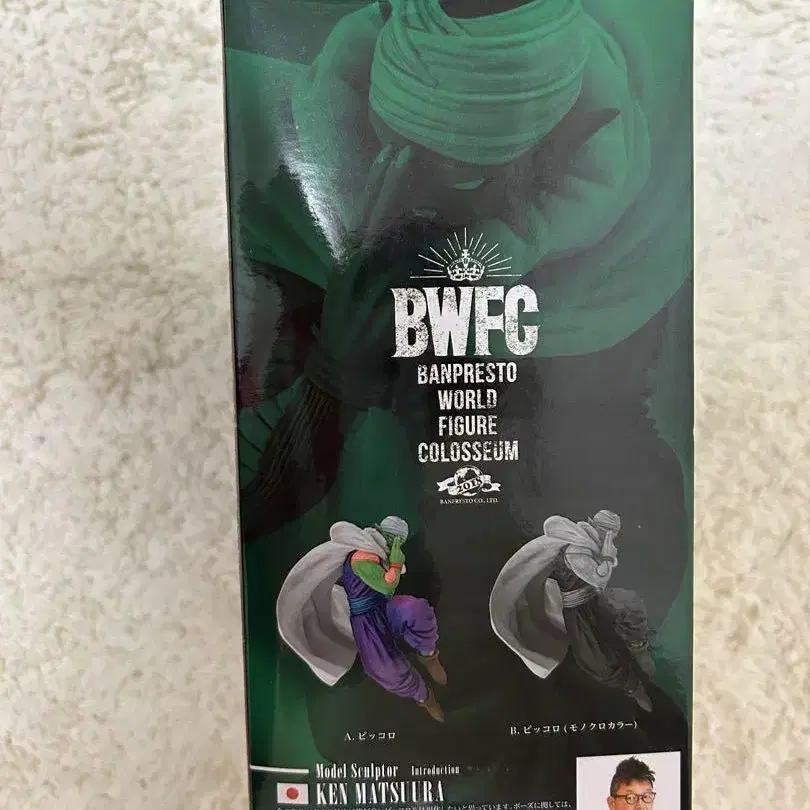 BWFC
BANPRESTO
WORLD
FIGURE
COLOSSEUM
2018
BANPRESTO CO., LTD.
A. ピッコロ
B. ピッコロ (モノクロカラー)
Model Sculptor Introduction
KEN MATSUURA